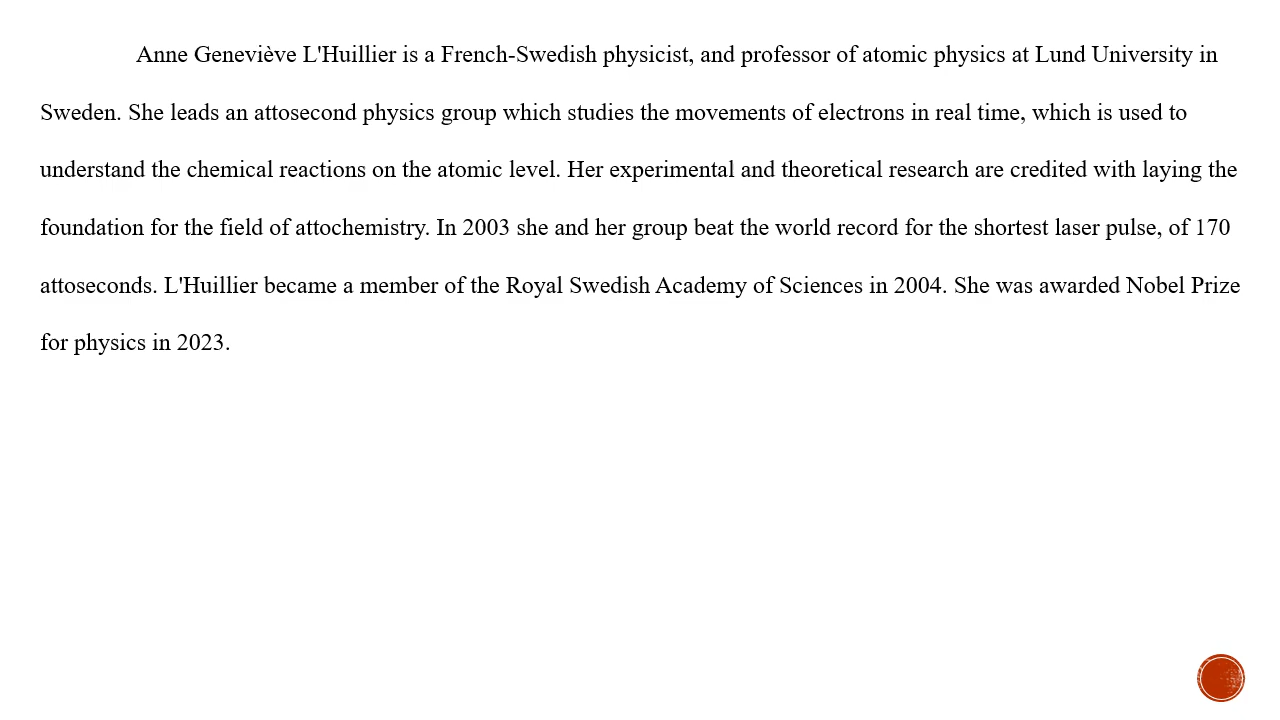 Anne Geneviève L'Huillier is a French-Swedish physicist, and professor of atomic physics at Lund University in
Sweden. She leads an attosecond physics group which studies the movements of electrons in real time, which is used to
understand the chemical reactions on the atomic level. Her experimental and theoretical research are credited with laying the
foundation for the field of attochemistry. In 2003 she and her group beat the world record for the shortest laser pulse, of 170
attoseconds. L'Huillier became a member of the Royal Swedish Academy of Sciences in 2004. She was awarded Nobel Prize
for physics in 2023.